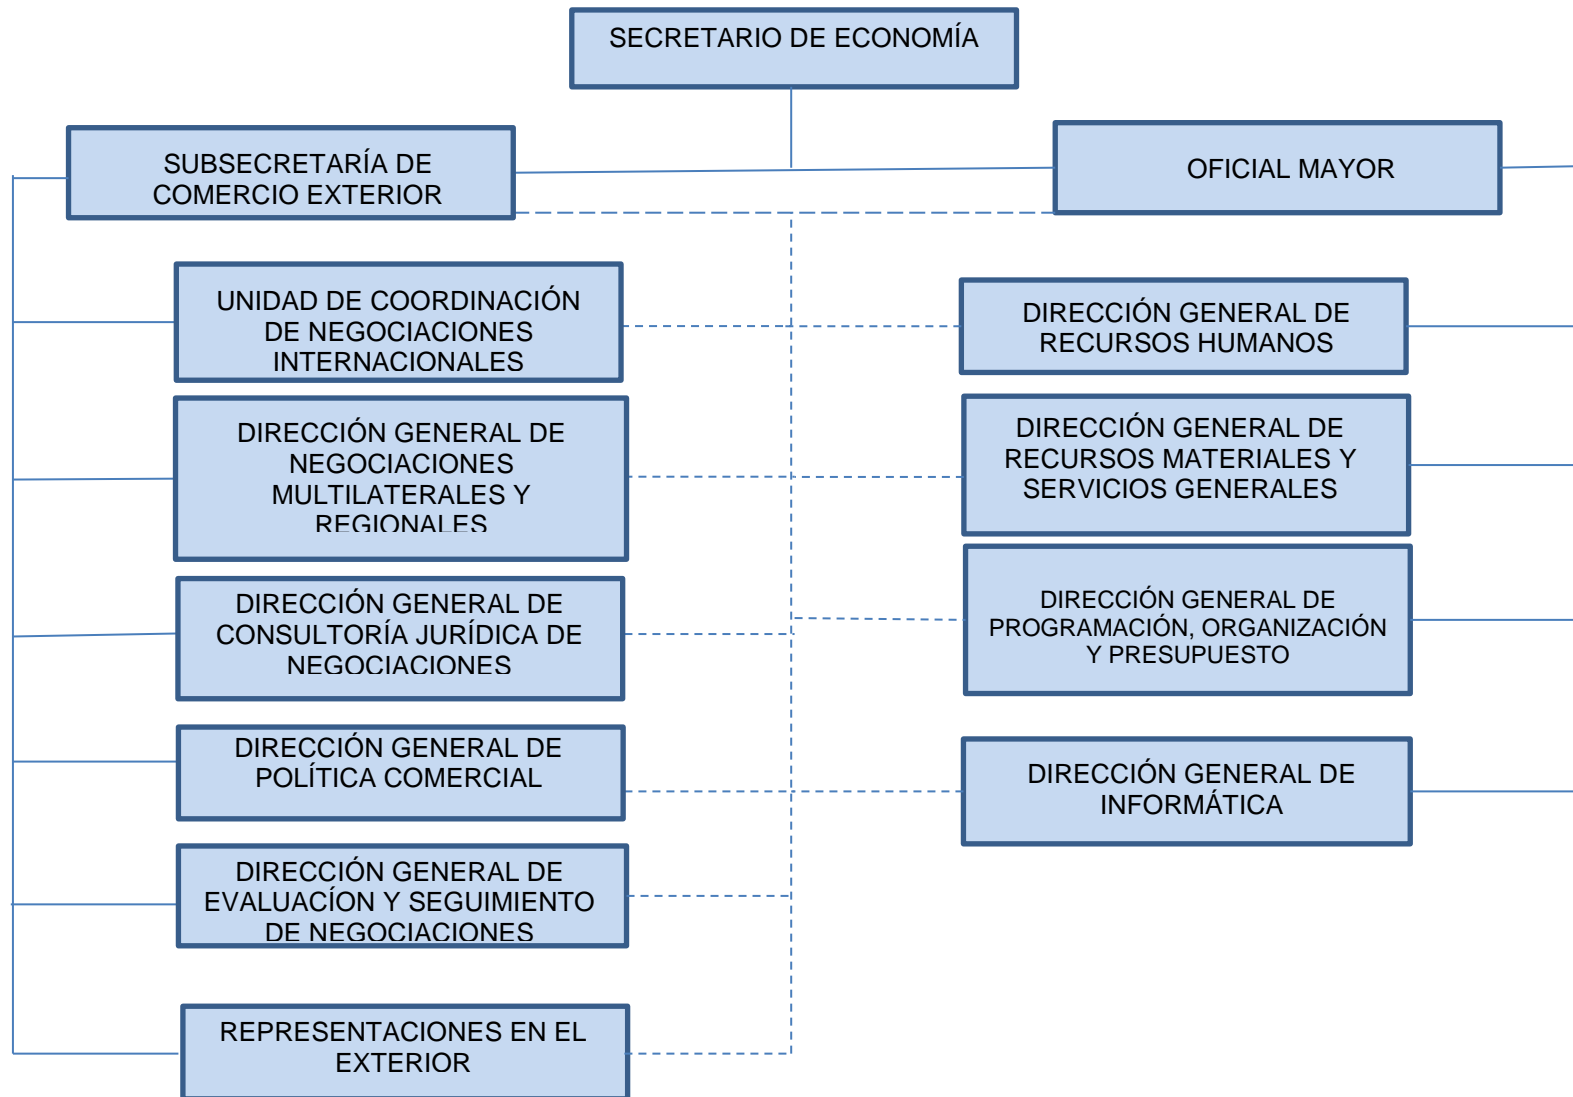 SECRETARIO DE ECONOMÍA
SUBSECRETARÍA DE
COMERCIO EXTERIOR
OFICIAL MAYOR
UNIDAD DE COORDINACIÓN
DE NEGOCIACIONES
INTERNACIONALES
DIRECCIÓN GENERAL DE
NEGOCIACIONES
MULTILATERALES Y
REGIONALES
DIRECCIÓN GENERAL DE
CONSULTORÍA JURÍDICA DE
NEGOCIACIONES
DIRECCIÓN GENERAL DE
POLÍTICA COMERCIAL
DIRECCIÓN GENERAL DE
EVALUACÍON Y SEGUIMIENTO
DE NEGOCIACIONES
REPRESENTACIONES EN EL
EXTERIOR
DIRECCIÓN GENERAL DE
RECURSOS HUMANOS
DIRECCIÓN GENERAL DE
RECURSOS MATERIALES Y
SERVICIOS GENERALES
DIRECCIÓN GENERAL DE
PROGRAMACIÓN, ORGANIZACIÓN
Y PRESUPUESTO
DIRECCIÓN GENERAL DE
INFORMÁTICA